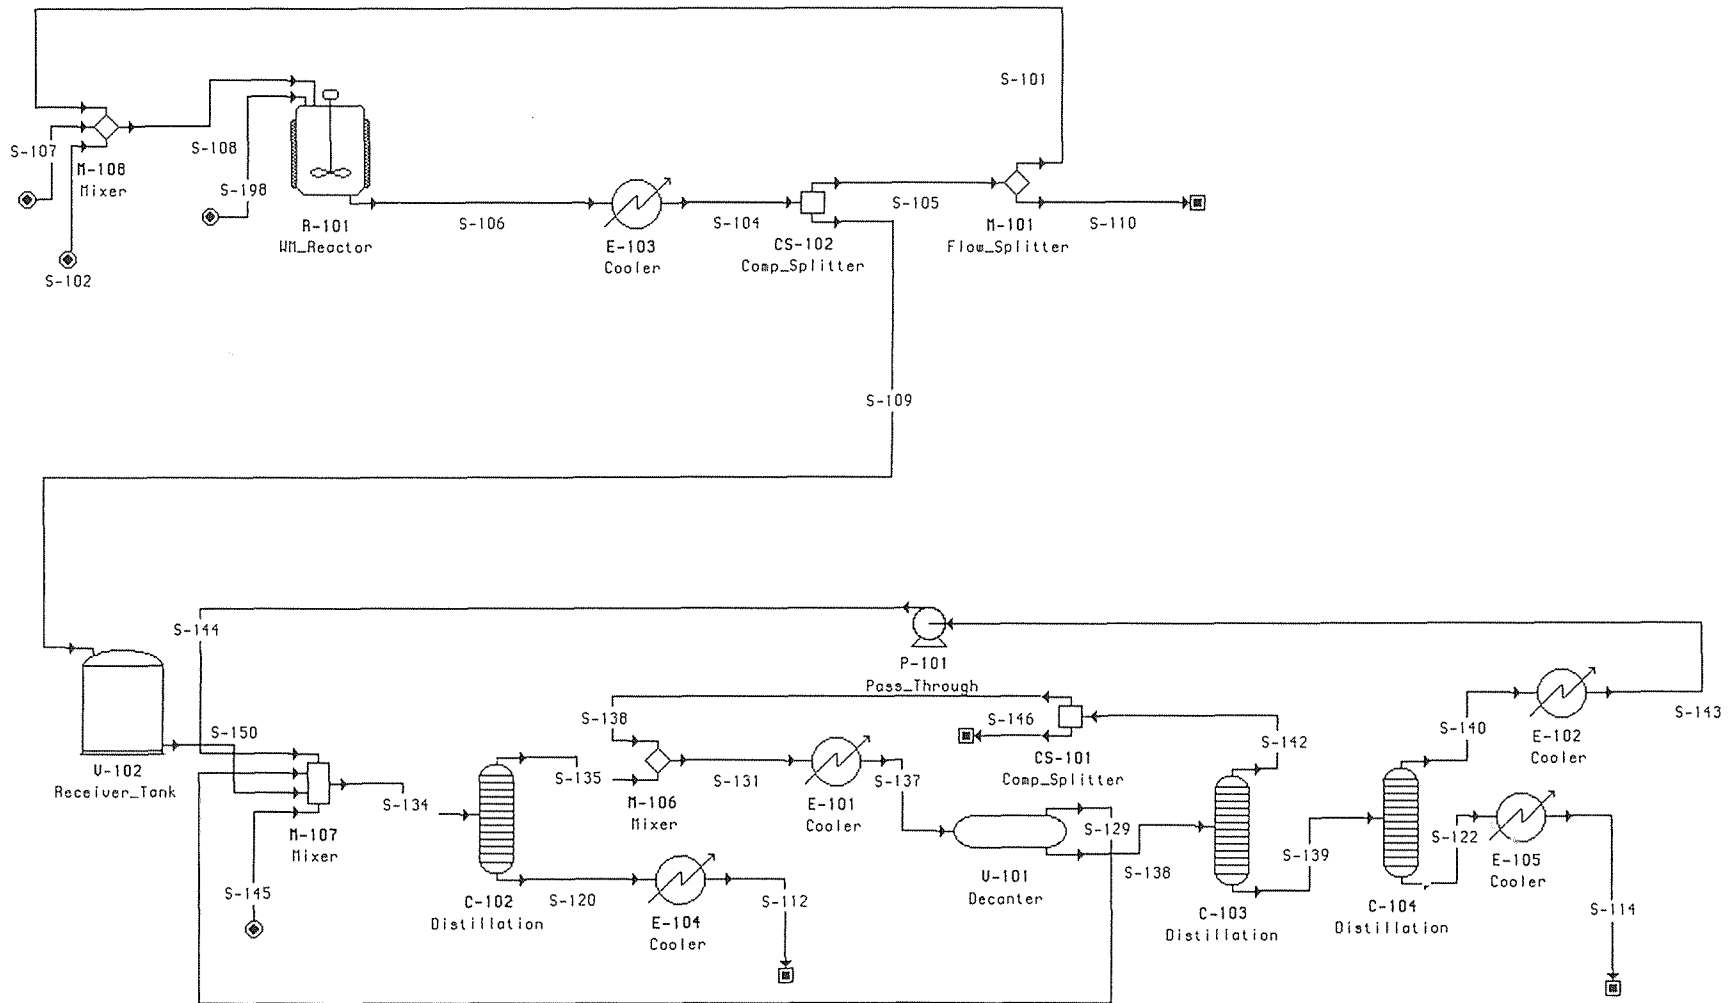 S-101
S-107
M-108
Mixer
S-108
S-198
S-102
R-101
WM_Reactor
S-106
E-103
Cooler
S-104
CS-102
Comp_Splitter
S-105
M-101
Flow_Splitter
S-110
S-109
S-144
P-101
Pass_Through
S-150
V-102
Receiver_Tank
M-107
Mixer
S-134
S-145
S-138
S-135
M-106
Mixer
S-131
E-101
Cooler
S-137
S-146
CS-101
Comp_Splitter
S-142
S-140
E-102
Cooler
S-143
C-102
Distillation
S-120
E-104
Cooler
S-112
V-101
Decanter
S-129
S-138
C-103
Distillation
S-139
C-104
Distillation
S-122
E-105
Cooler
S-114